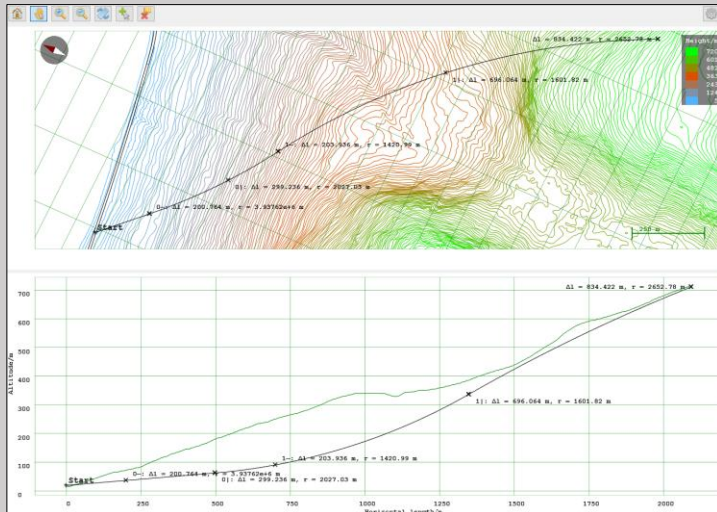 Δl = 834.422 m, r = 2652.78 m
Height/m
1|: Δl = 696.064 m, r = 1601.82 m
1—: Δl = 203.936 m, r = 1420.99 m
0|: Δl = 299.236 m, r = 2027.03 m
0—: Δl = 200.764 m, r = 3.93762e+6 m
Start
250 m
Δl = 834.422 m, r = 2652.78 m
700
600
500
400
300
200
100
0
Altitude/m
1|: Δl = 696.064 m, r = 1601.82 m
1—: Δl = 203.936 m, r = 1420.99 m
0—: Δl = 200.764 m, r = 3.93762e+6 m
Start
0|: Δl = 299.236 m, r = 2027.03 m
0 250 500 750 1000 1250 1500 1750 2000
Horizontal length/m